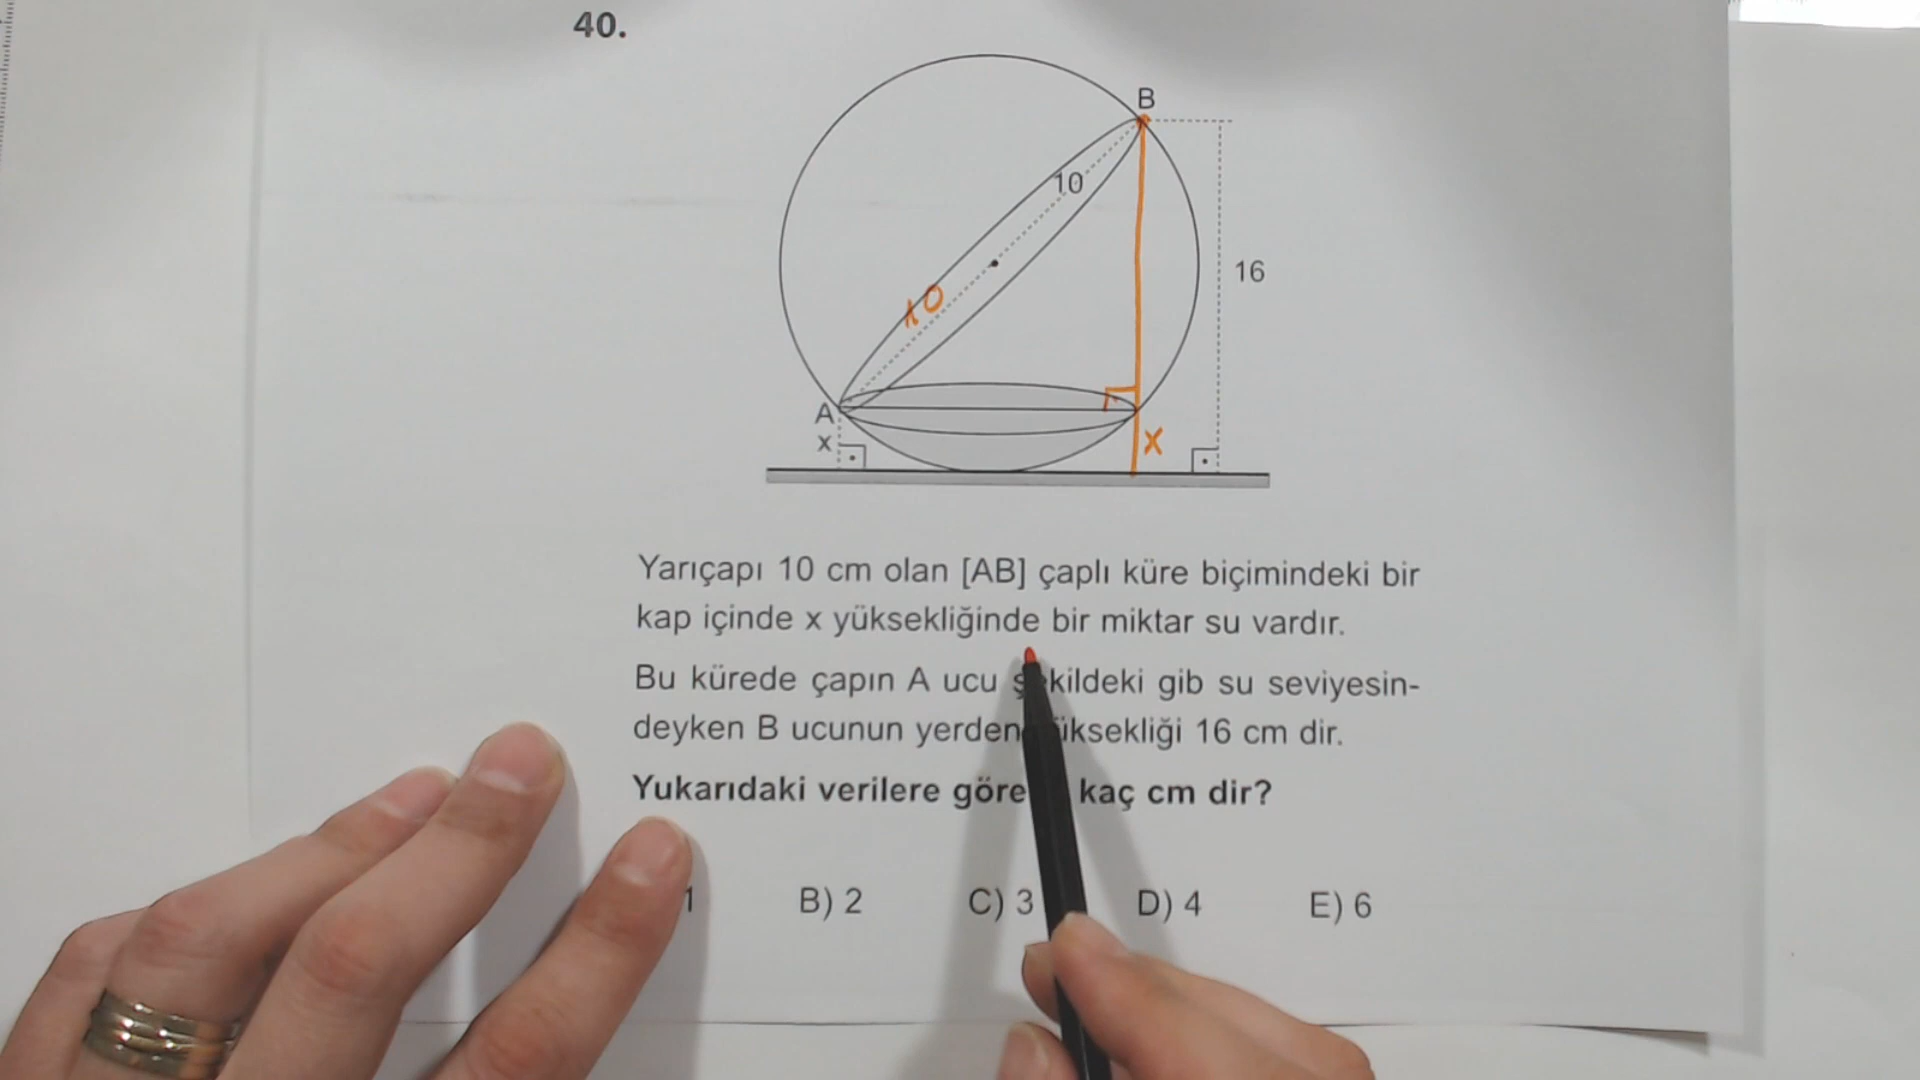 40.
B
10
10
16
A
x
x
Yarıçapı 10 cm olan [AB] çaplı küre biçimindeki bir
kap içinde x yüksekliğinde bir miktar su vardır.
Bu kürede çapın A ucu şekildeki gib su seviyesin-
deyken B ucunun yerden yüksekliği 16 cm dir.
Yukarıdaki verilere göre kaç cm dir?
1 B) 2 C) 3 D) 4 E) 6